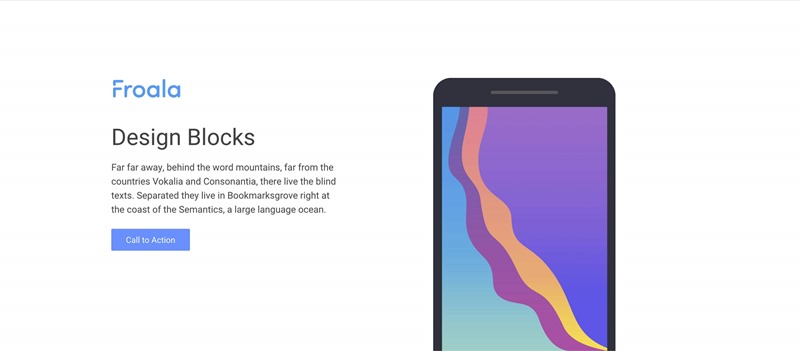 Froala
Design Blocks
Far far away, behind the word mountains, far from the
countries Vokalia and Consonantia, there live the blind
texts. Separated they live in Bookmarksgrove right at
the coast of the Semantics, a large language ocean.
Call to Action